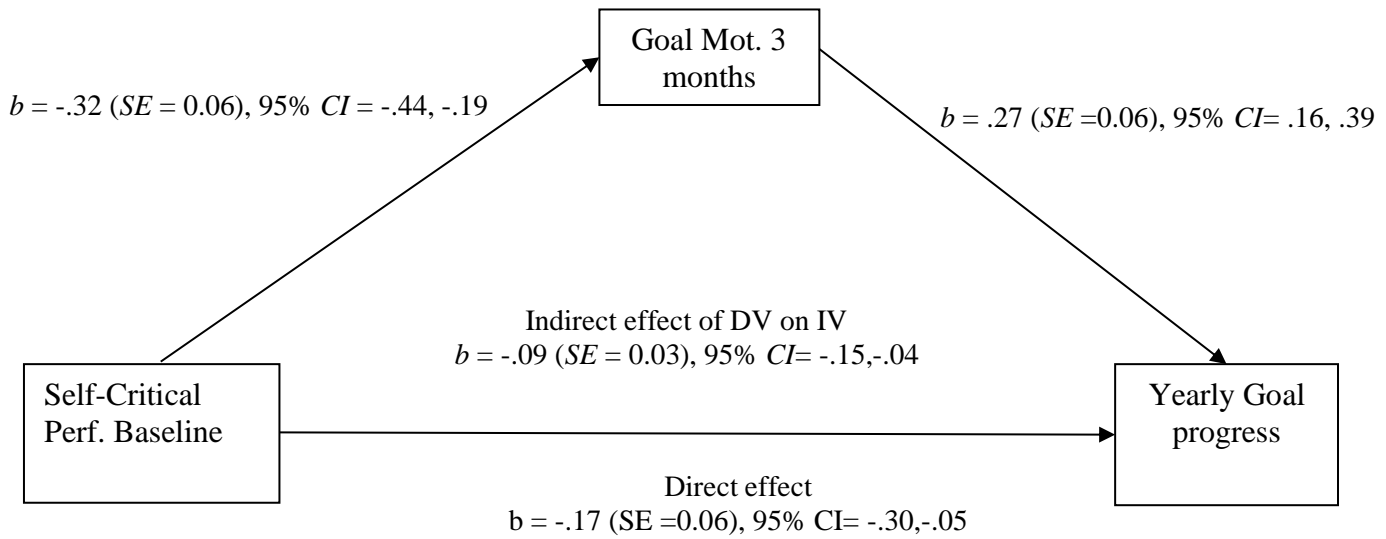 Goal Mot. 3
months
b = -.32 (SE = 0.06), 95% CI = -.44, -.19
b = .27 (SE =0.06), 95% CI= .16, .39
Indirect effect of DV on IV
b = -.09 (SE = 0.03), 95% CI= -.15,-.04
Self-Critical
Perf. Baseline
Yearly Goal
progress
Direct effect
b = -.17 (SE =0.06), 95% CI= -.30,-.05